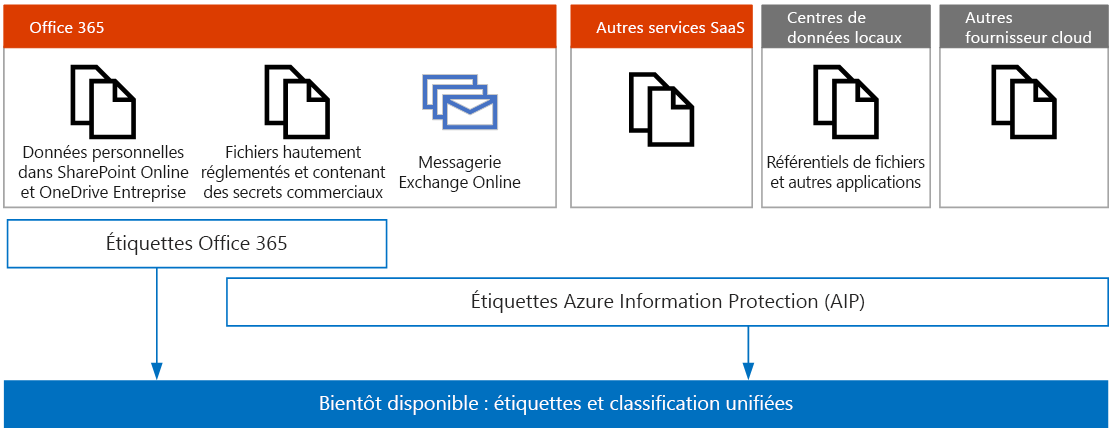 Office 365
Autres services SaaS
Centres de
données locaux
Autres
fournisseur cloud
Données personnelles
dans SharePoint Online
et OneDrive Entreprise
Fichiers hautement
réglementés et contenant
des secrets commerciaux
Messagerie
Exchange Online
Référentiels de fichiers
et autres applications
Étiquettes Office 365
Étiquettes Azure Information Protection (AIP)
Bientôt disponible : étiquettes et classification unifiées